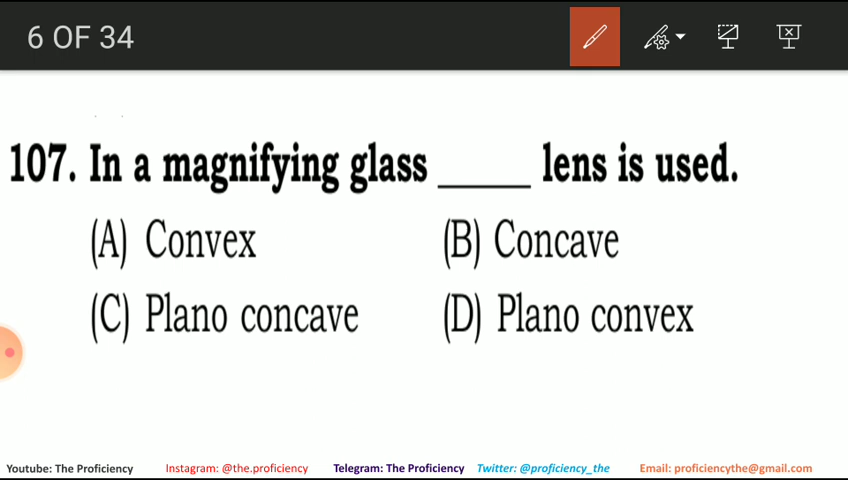 6 OF 34
107. In a magnifying glass _____ lens is used.
(A) Convex (B) Concave
(C) Plano concave (D) Plano convex
Youtube: The Proficiency Instagram: @the.proficiency Telegram: The Proficiency Twitter: @proficiency_the Email: proficiencythe@gmail.com